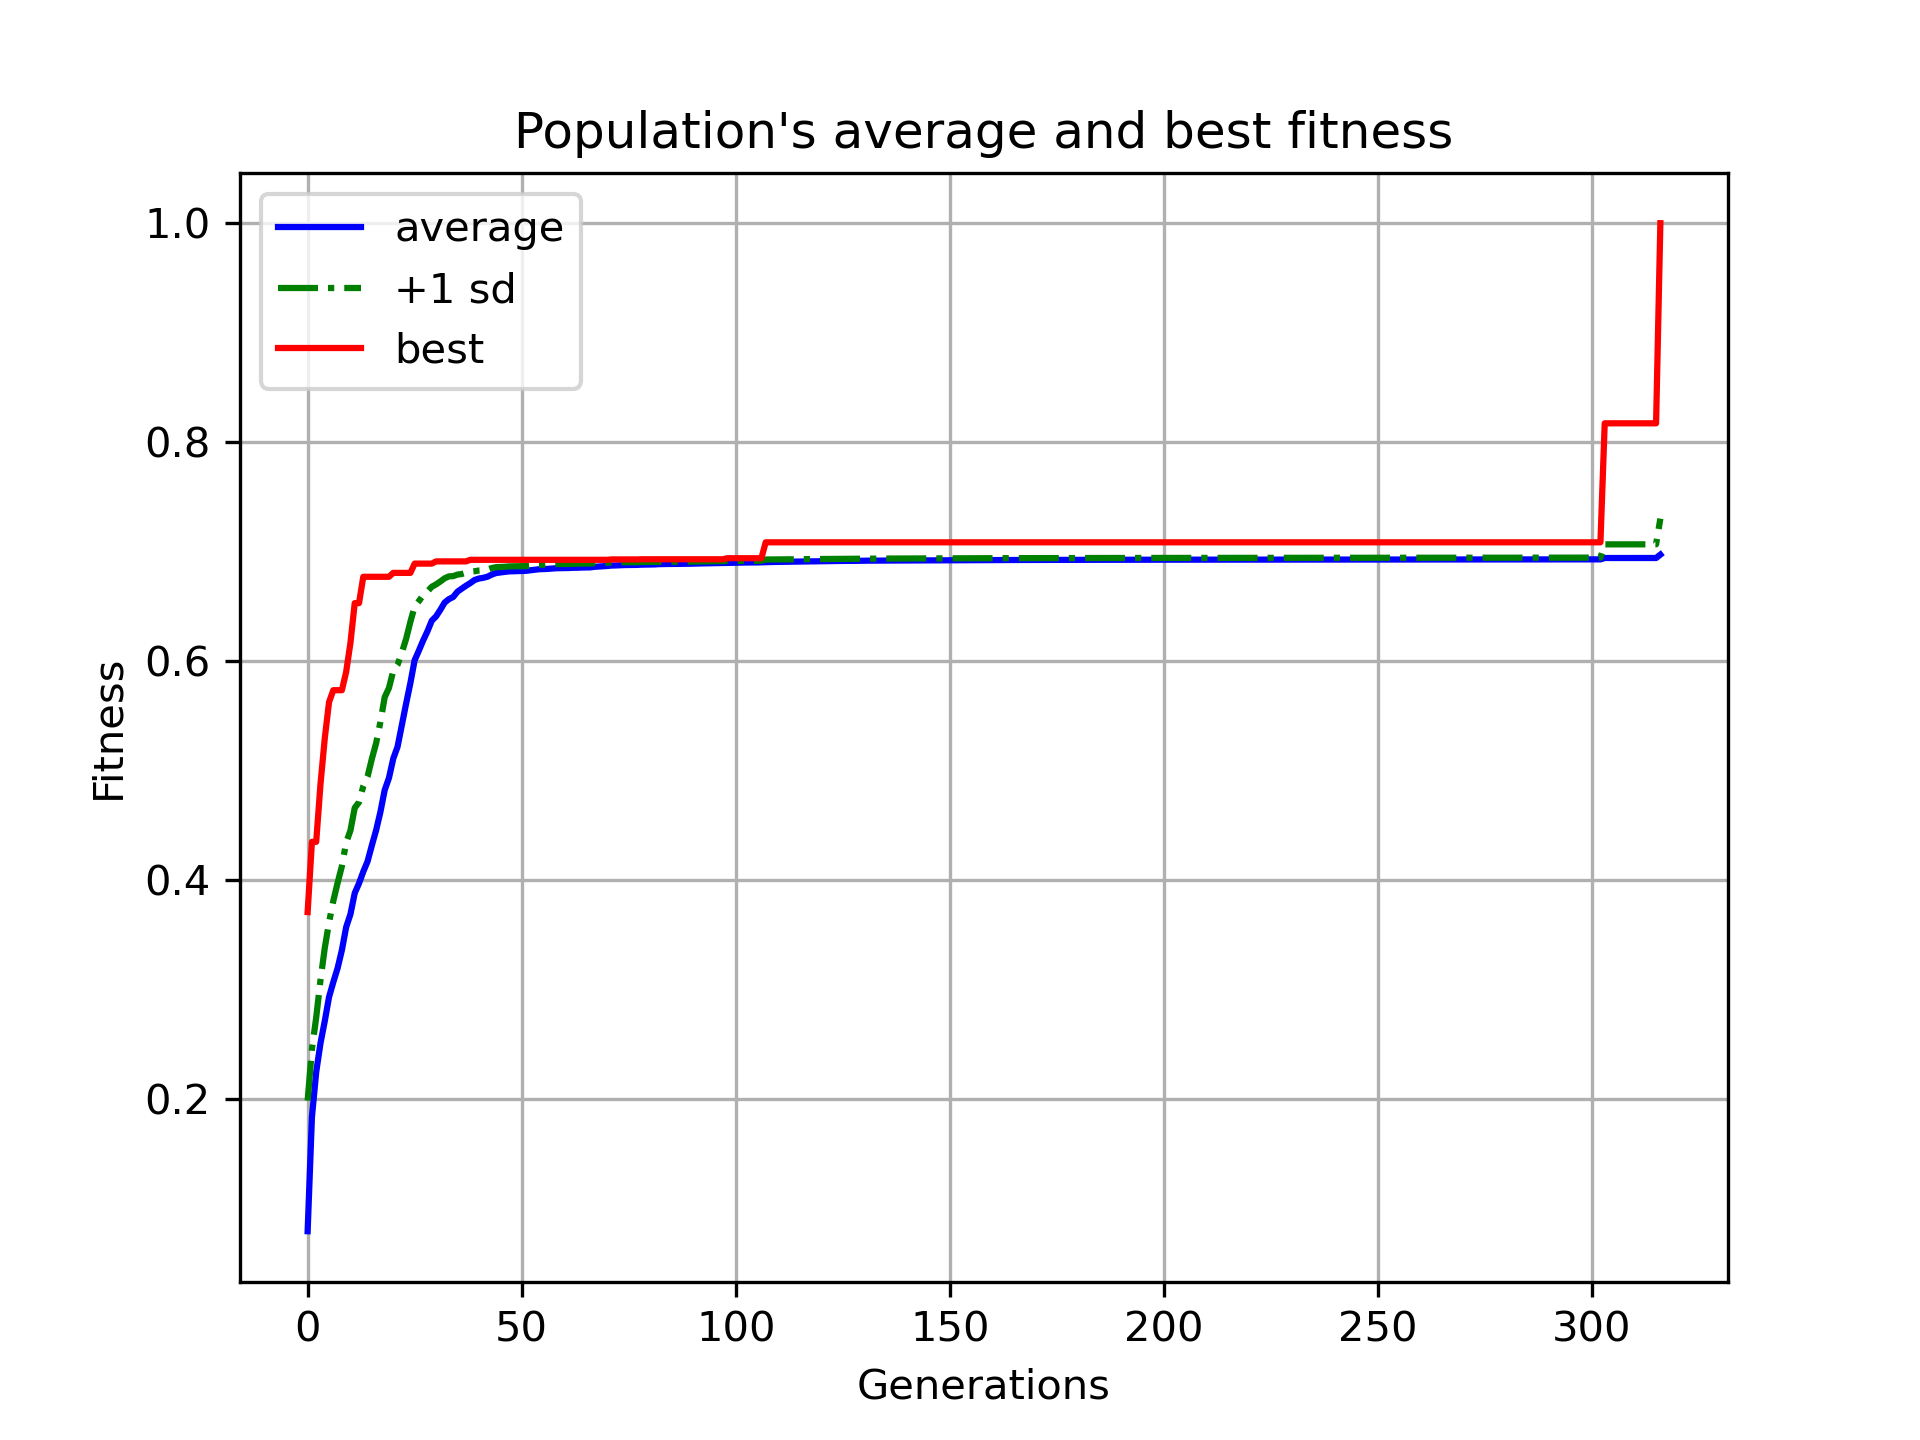 Population's average and best fitness
average
+1 sd
best
1.0
0.8
0.6
0.4
0.2
Fitness
0 50 100 150 200 250 300
Generations